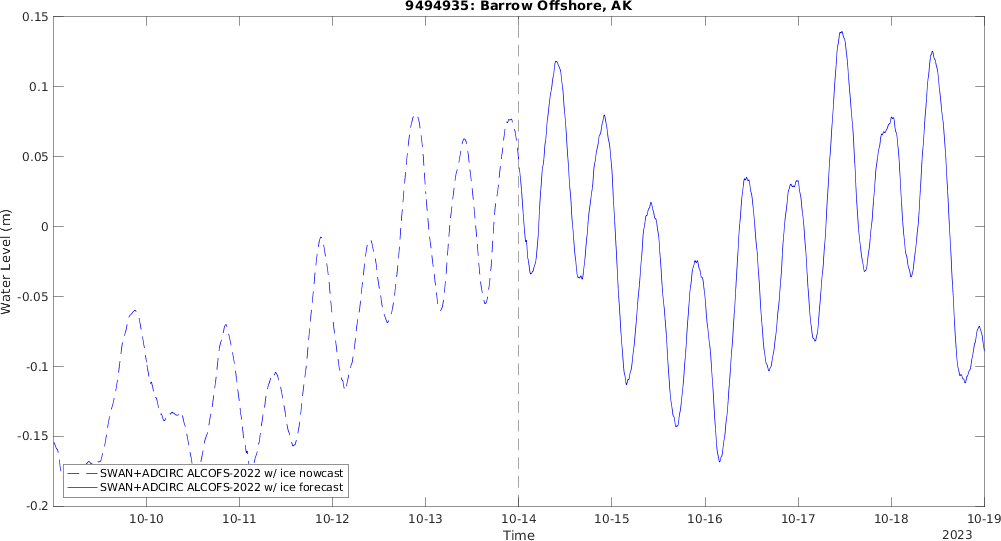 9494935: Barrow Offshore, AK
0.15
0.1
0.05
0
-0.05
-0.1
-0.15
-0.2
Water Level (m)
SWAN+ADCIRC ALCOFS-2022 w/ ice nowcast
SWAN+ADCIRC ALCOFS-2022 w/ ice forecast
10-10 10-11 10-12 10-13 10-14 10-15 10-16 10-17 10-18 10-19
Time
2023